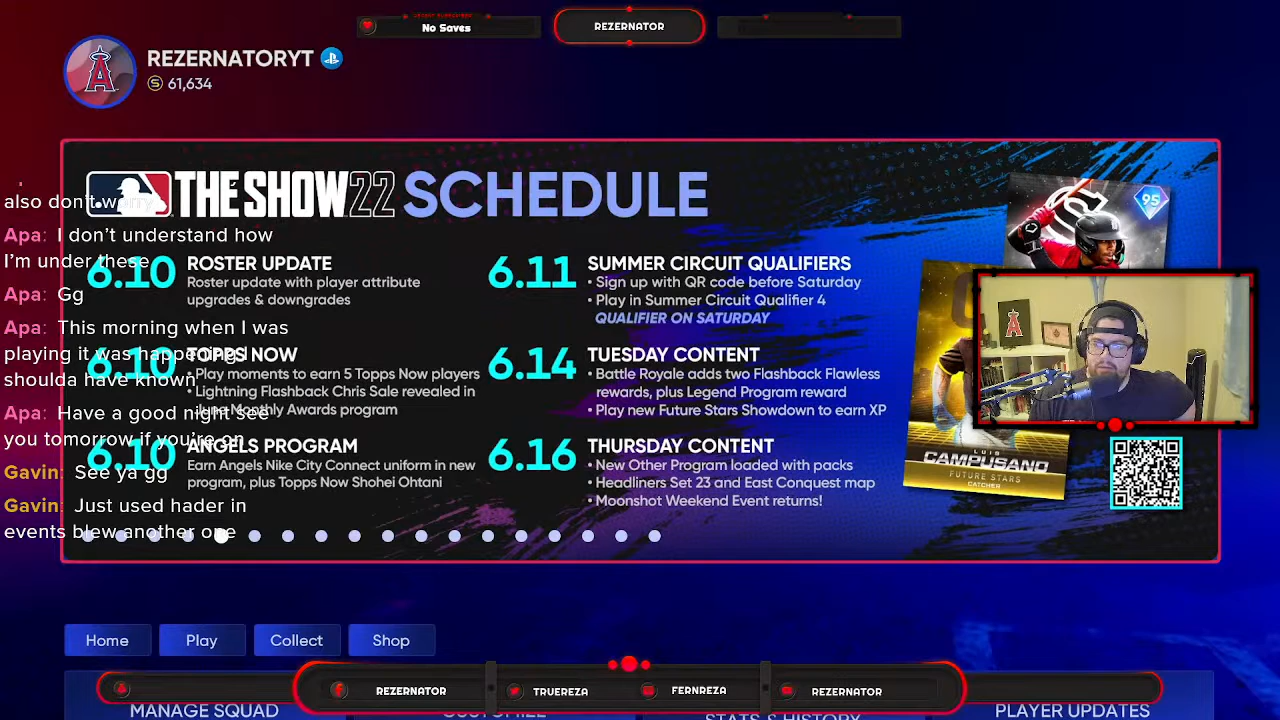 No Saves
REZERNATOR
REZERNATORYT
61,634
THE SHOW 22 SCHEDULE
also don't worry
Apa: I don't understand how
I'm under these
Apa: Gg
Apa: This morning when I was
playing it was happening I
shoulda have known
Apa: Have a good night see
you tomorrow if you're on
Gavin: See ya gg
Gavin: Just used hader in
events blew another one
6.10 ROSTER UPDATE
Roster update with player attribute
upgrades & downgrades
6.10 TOPPS NOW
• Play moments to earn 5 Topps Now players
• Lightning Flashback Chris Sale revealed in
June Monthly Awards program
6.10 ANGELS PROGRAM
Earn Angels Nike City Connect uniform in new
program, plus Topps Now Shohei Ohtani
6.11 SUMMER CIRCUIT QUALIFIERS
• Sign up with QR code before Saturday
• Play in Summer Circuit Qualifier 4
QUALIFIER ON SATURDAY
6.14 TUESDAY CONTENT
• Battle Royale adds two Flashback Flawless
rewards, plus Legend Program reward
• Play new Future Stars Showdown to earn XP
6.16 THURSDAY CONTENT
• New Other Program loaded with packs
• Headliners Set 23 and East Conquest map
• Moonshot Weekend Event returns!
95
LUIS
CAMPUSANO
FUTURE STARS
CATCHER
Home
Play
Collect
Shop
REZERNATOR
TRUEREZA
FERNREZA
REZERNATOR
MANAGE SQUAD
CUSTOMIZE
STATS & HISTORY
PLAYER UPDATES